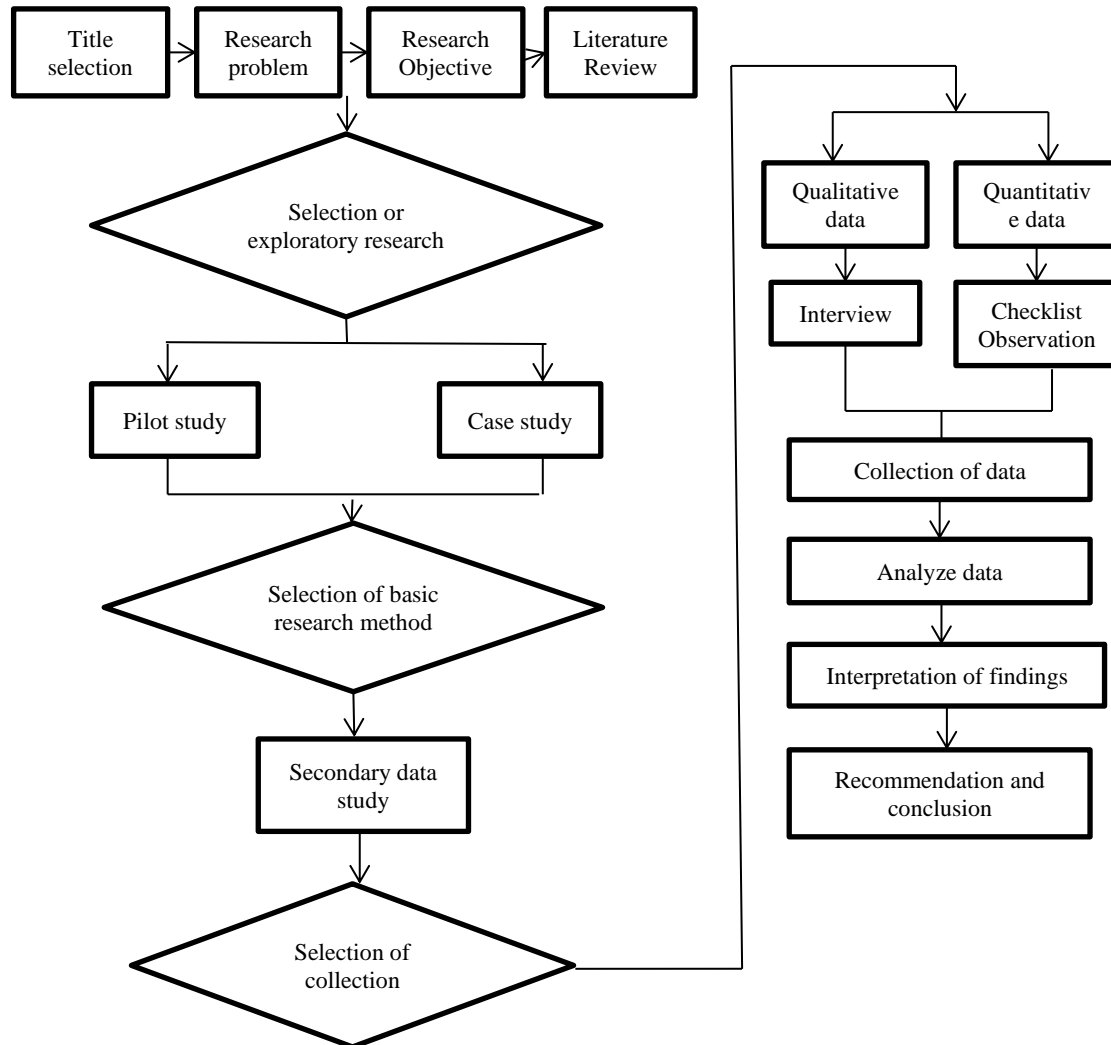 Title
selection
Research
problem
Research
Objective
Literature
Review
Selection or
exploratory research
Pilot study
Case study
Selection of basic
research method
Secondary data
study
Selection of
collection
Qualitative
data
Quantitativ
e data
Interview
Checklist
Observation
Collection of data
Analyze data
Interpretation of findings
Recommendation and
conclusion